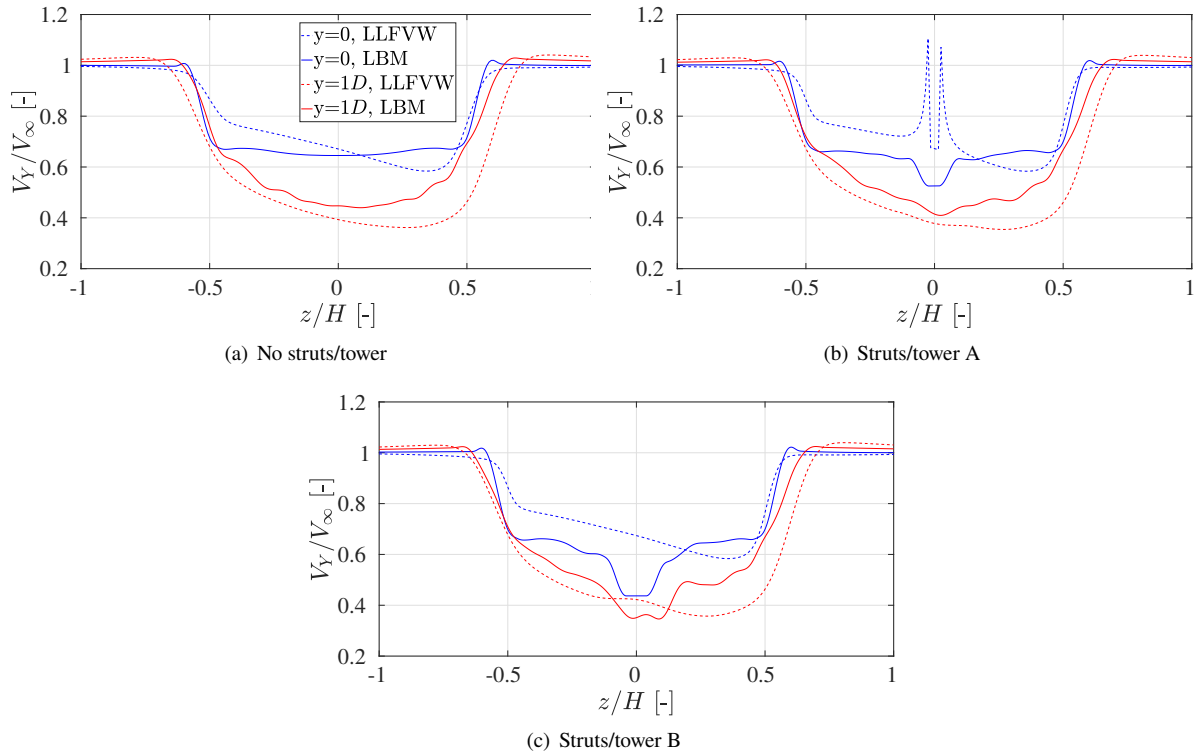 1.2
1
0.8
0.6
0.4
0.2
V_Y/V_∞ [-]
-1
-0.5
0
0.5
z/H [-]
y=0, LLFVW
y=0, LBM
y=1D, LLFVW
y=1D, LBM
(a) No struts/tower
1.2
1
0.8
0.6
0.4
0.2
V_Y/V_∞ [-]
-1
-0.5
0
0.5
1
z/H [-]
(b) Struts/tower A
1.2
1
0.8
0.6
0.4
0.2
V_Y/V_∞ [-]
-1
-0.5
0
0.5
1
z/H [-]
(c) Struts/tower B